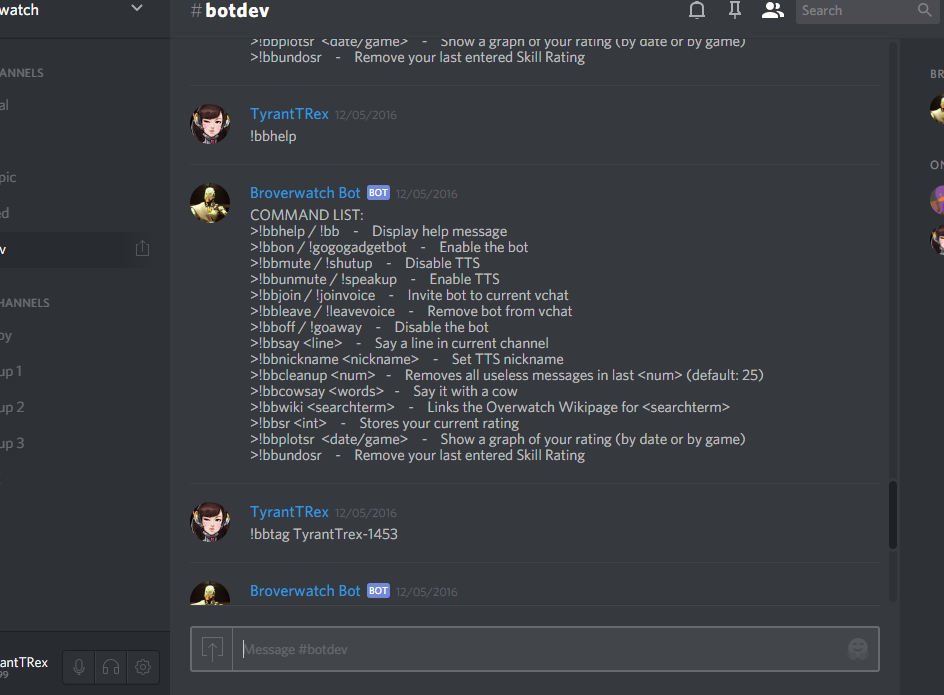 watch
#botdev
Search
>!bbplotsr <date/game> - Show a graph of your rating (by date or by game)
>!bbundosr - Remove your last entered Skill Rating
ANNELS
al
pic
ed
v
HANNELS
by
up 1
up 2
up 3
BR
ON
TyrantTRex 12/05/2016
!bbhelp
Broverwatch Bot BOT 12/05/2016
COMMAND LIST:
>!bbhelp / !bb - Display help message
>!bbon / !gogogadgetbot - Enable the bot
>!bbmute / !shutup - Disable TTS
>!bbunmute / !speakup - Enable TTS
>!bbjoin / !joinvoice - Invite bot to current vchat
>!bbleave / !leavevoice - Remove bot from vchat
>!bboff / !goaway - Disable the bot
>!bbsay <line> - Say a line in current channel
>!bbnickname <nickname> - Set TTS nickname
>!bbcleanup <num> - Removes all useless messages in last <num> (default: 25)
>!bbcowsay <words> - Say it with a cow
>!bbwiki <searchterm> - Links the Overwatch Wikipage for <searchterm>
>!bbsr <int> - Stores your current rating
>!bbplotsr <date/game> - Show a graph of your rating (by date or by game)
>!bbundosr - Remove your last entered Skill Rating
TyrantTRex 12/05/2016
!bbtag TyrantTrex-1453
Broverwatch Bot BOT 12/05/2016
Message #botdev
antTRex
99